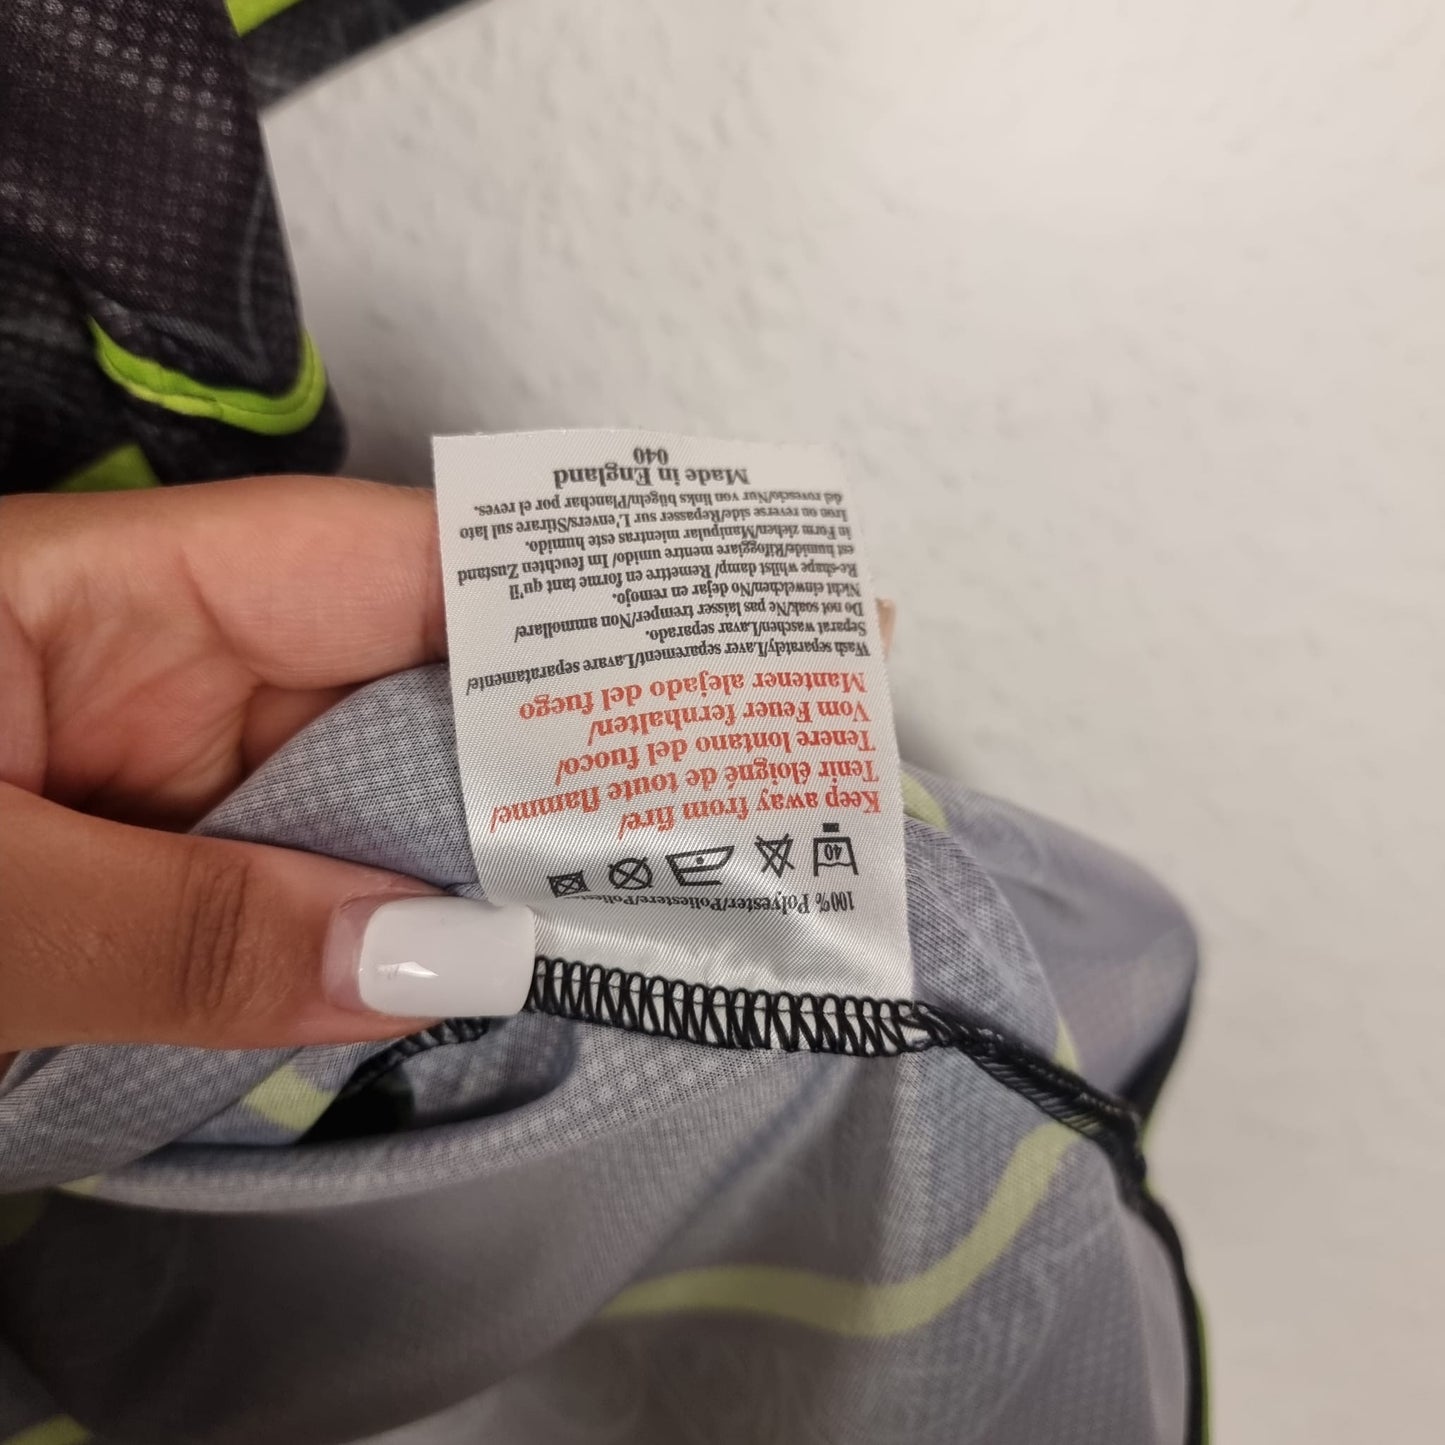 100% Polyester/Poliestere/Poliester
40
Keep away from fire/
Tenir éloigné de toute flamme/
Tenere lontano del fuoco/
Vom Feuer fernhalten/
Mantener alejado del fuego
Wash separately/Laver separement/Lavare separatamente/
Separat waschen/Lavar separado.
Do not soak/Ne pas laisser tremper/Non ammollare/
Nicht einweichen/No dejar en remojo.
Re-shape whilst damp/ Remettre en forme tant qu'll
est humide/Rifoggiare mentre umido/ Im feuchten Zustand
in Form ziehen/Manipular mientras este humido.
Iron on reverse side/Repasser sur L'envers/Stirare sul lato
del rovescio/Nur von links bügeln/Planchar por el reves.
Made in England
040